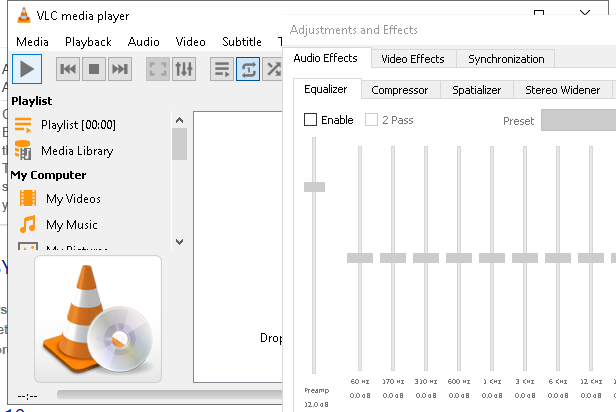 VLC media player
Media Playback Audio Video Subtitle
Adjustments and Effects
Audio Effects Video Effects Synchronization
Equalizer Compressor Spatializer Stereo Widener
Enable 2 Pass Preset
Playlist
Playlist [00:00]
Media Library
My Computer
My Videos
My Music
My Pictures
Drop
60 Hz 170 Hz 310 Hz 600 Hz 1 KHz 3 KHz 6 KHz 12 KHz
Preamp 0.0 dB 0.0 dB 0.0 dB 0.0 dB 0.0 dB 0.0 dB 0.0 dB 0.0 dB
12.0 dB
--:--